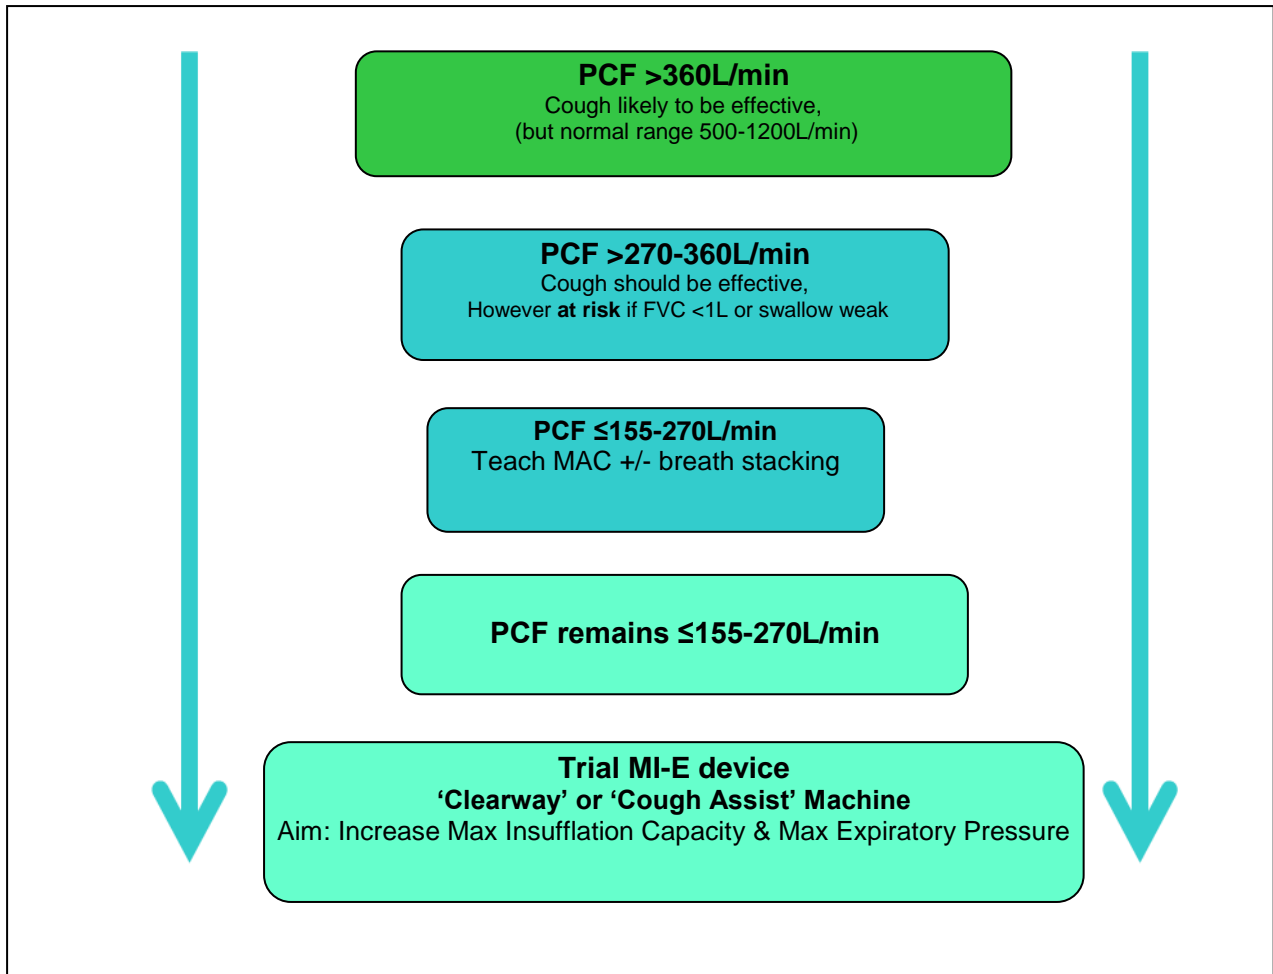 PCF >360L/min
Cough likely to be effective,
(but normal range 500-1200L/min)
PCF >270-360L/min
Cough should be effective,
However at risk if FVC <1L or swallow weak
PCF ≤155-270L/min
Teach MAC +/- breath stacking
PCF remains ≤155-270L/min
Trial MI-E device
‘Clearway’ or ‘Cough Assist’ Machine
Aim: Increase Max Insufflation Capacity & Max Expiratory Pressure